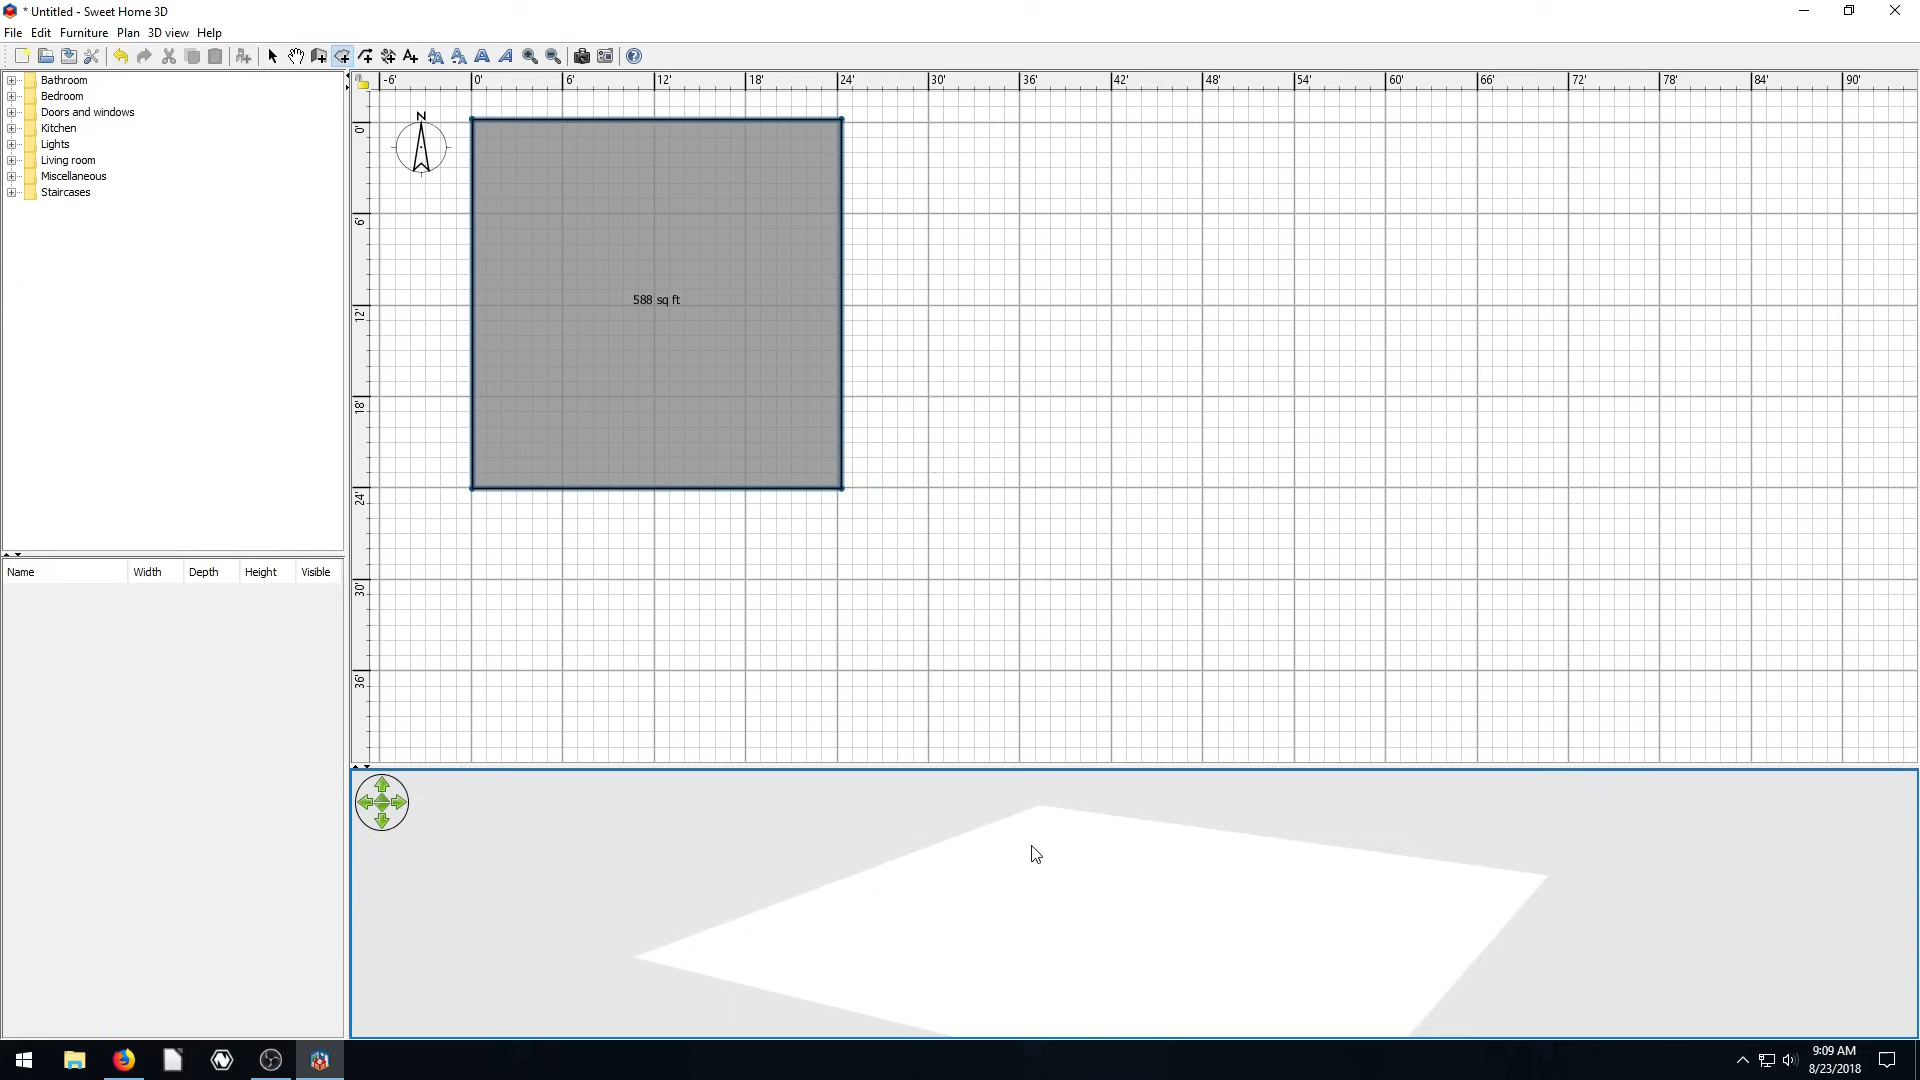 * Untitled - Sweet Home 3D
File Edit Furniture Plan 3D view Help
-6' 0' 6' 12' 18' 24' 30' 36' 42' 48' 54' 60' 66' 72' 78' 84' 90'
Bathroom
Bedroom
Doors and windows
Kitchen
Lights
Living room
Miscellaneous
Staircases
N
0'
6'
12'
18'
24'
30'
36'
588 sq ft
Name Width Depth Height Visible
9:09 AM
8/23/2018